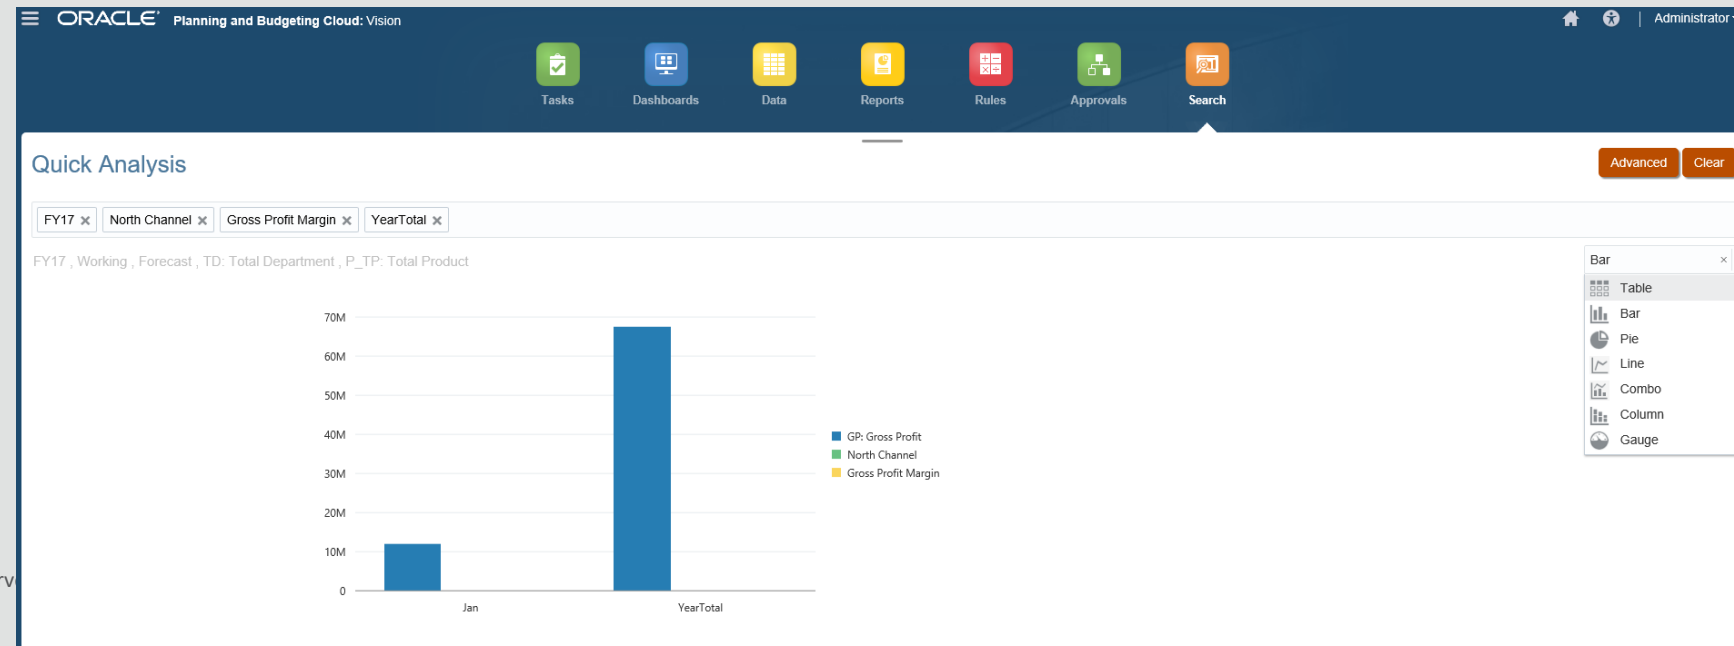 ORACLE Planning and Budgeting Cloud: Vision Administrator
Tasks Dashboards Data Reports Rules Approvals Search
Quick Analysis Advanced Clear
FY17 North Channel Gross Profit Margin YearTotal
FY17 , Working , Forecast , TD: Total Department , P_TP: Total Product
Bar
Table
Bar
Pie
Line
Combo
Column
Gauge
70M
60M
50M
40M
30M
20M
10M
0
Jan YearTotal
GP: Gross Profit
North Channel
Gross Profit Margin